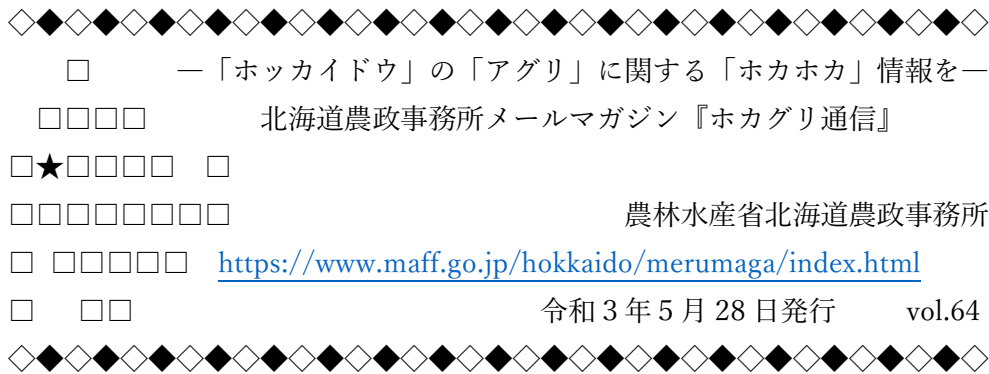 ◇◆◇◆◇◆◇◆◇◆◇◆◇◆◇◆◇◆◇◆◇◆◇◆◇◆◇◆◇◆◇◆◇◆◇
□　　　―「ホッカイドウ」の「アグリ」に関する「ホカホカ」情報を―
□□□□　　　　北海道農政事務所メールマガジン『ホカグリ通信』
□★□□□□　□
□□□□□□□□　　　　　　　　　　　農林水産省北海道農政事務所
□　□□□□□　https://www.maff.go.jp/hokkaido/merumaga/index.html
□　　□□　　　　　　　　　　　　令和３年５月 28 日発行　　vol.64
◇◆◇◆◇◆◇◆◇◆◇◆◇◆◇◆◇◆◇◆◇◆◇◆◇◆◇◆◇◆◇◆◇◆◇